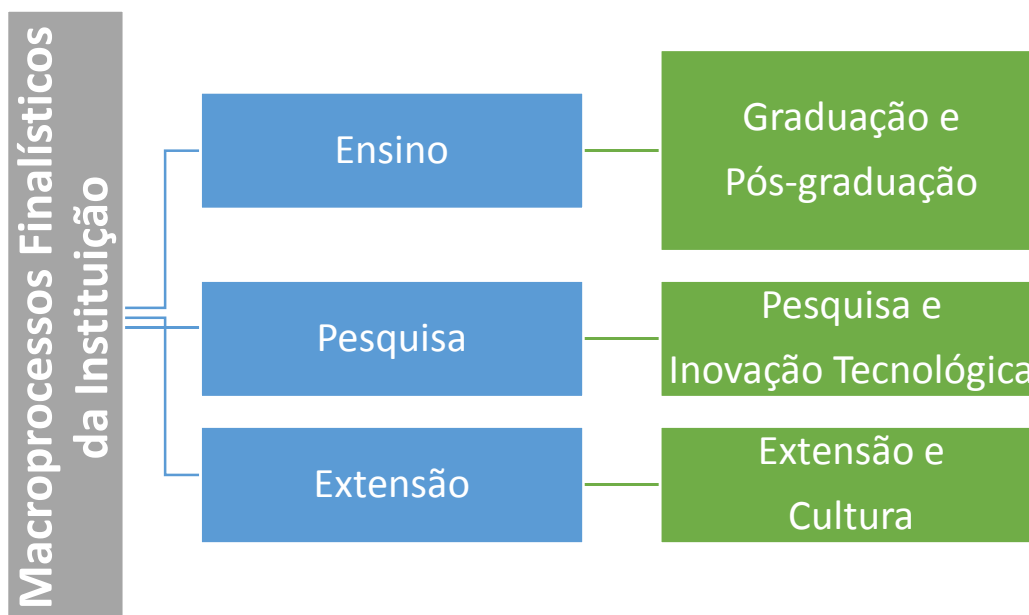 Macroprocessos Finalísticos
da Instituição
Ensino
Graduação e
Pós-graduação
Pesquisa
Pesquisa e
Inovação Tecnológica
Extensão
Extensão e
Cultura